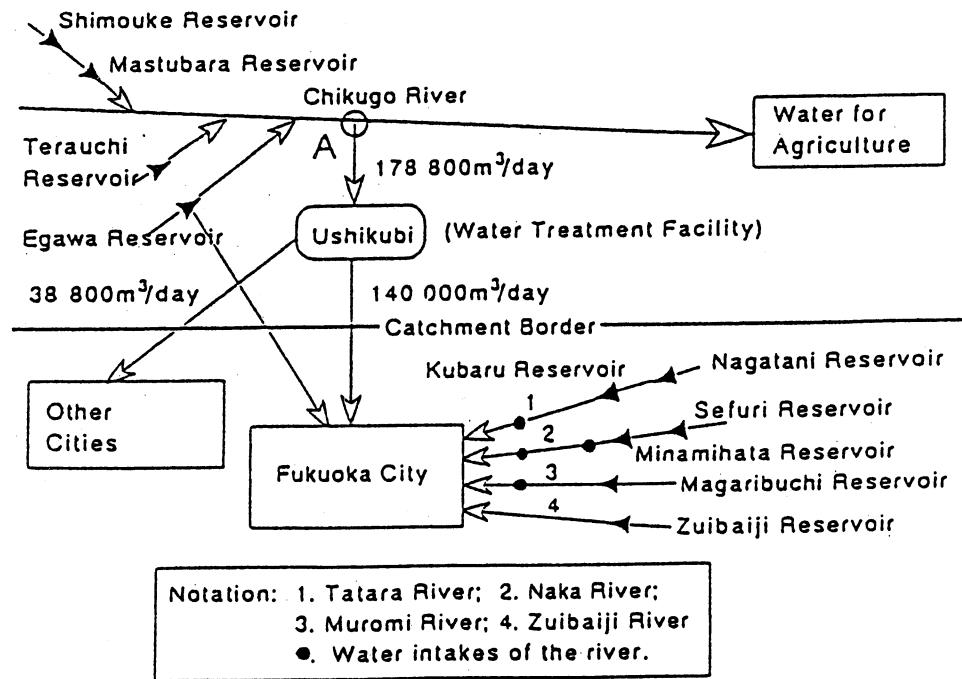 Shimouke Reservoir
Mastubara Reservoir
Chikugo River
Water for
Agriculture
Terauchi
Reservoir
A
178 800m³/day
Egawa Reservoir
Ushikubi
(Water Treatment Facility)
38 800m³/day
140 000m³/day
Catchment Border
Kubaru Reservoir
Nagatani Reservoir
Other
Cities
1
Sefuri Reservoir
2
Minamihata Reservoir
Fukuoka City
3
Magaribuchi Reservoir
4
Zuibaiji Reservoir
Notation: 1. Tatara River; 2. Naka River;
3. Muromi River; 4. Zuibaiji River
●. Water intakes of the river.